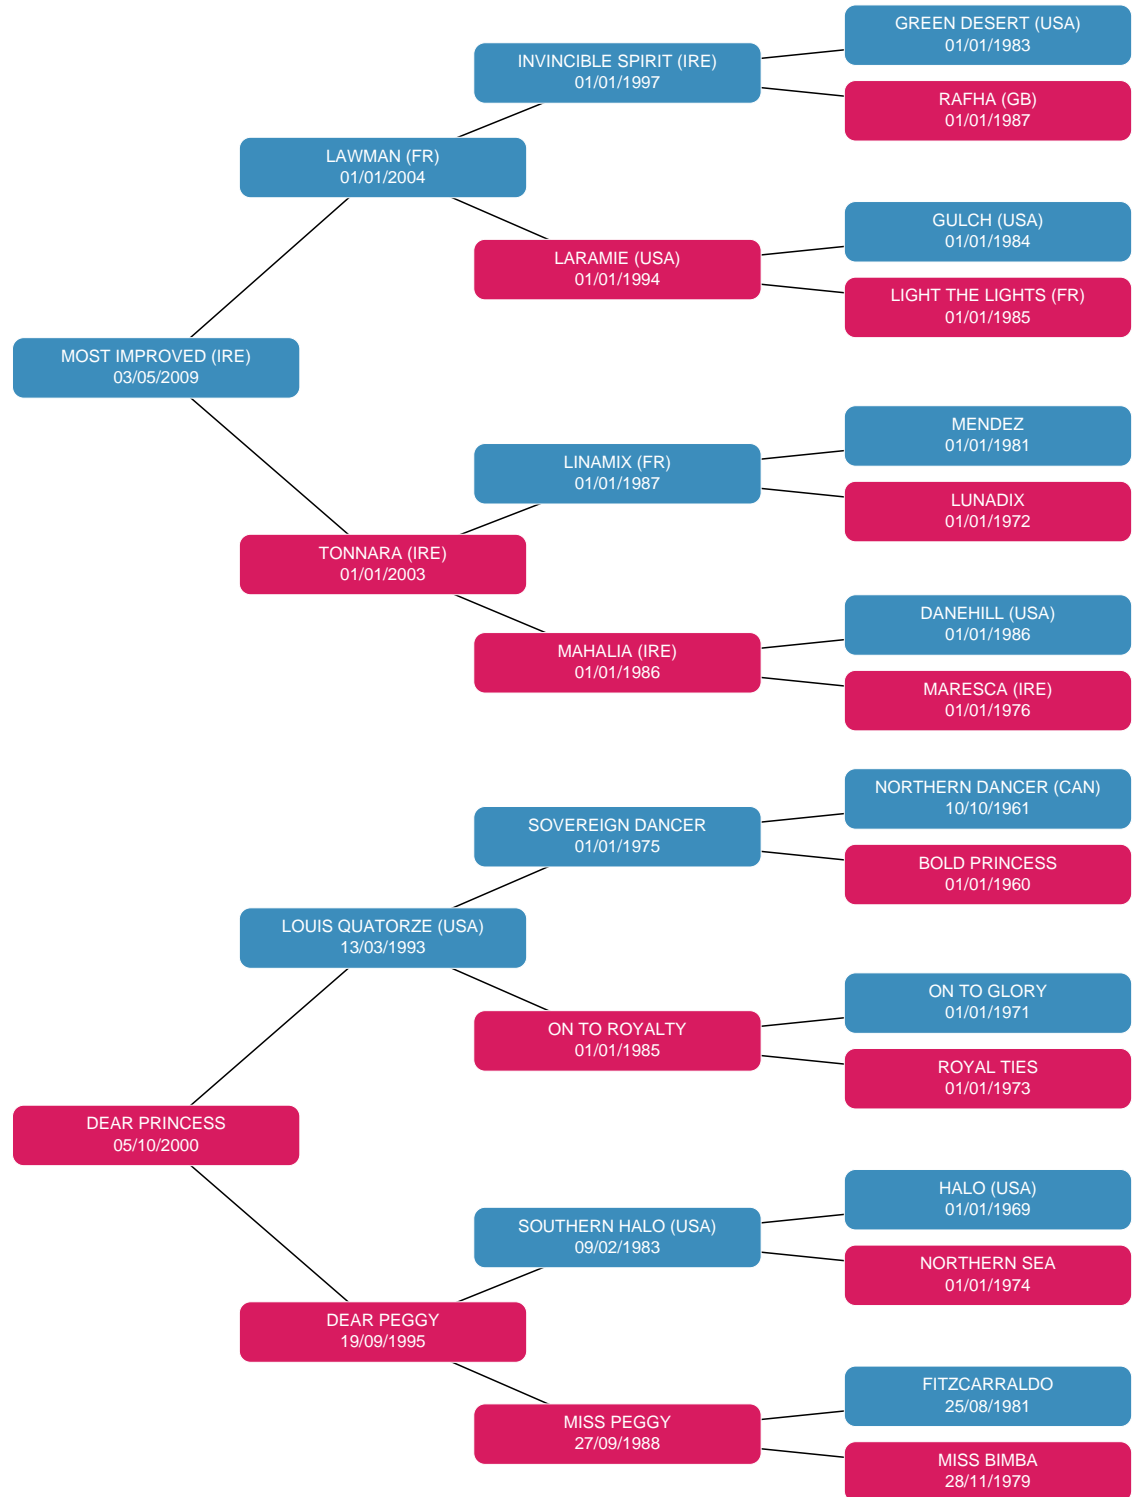 GREEN DESERT (USA)
01/01/1983
INVINCIBLE SPIRIT (IRE)
01/01/1997
RAFHA (GB)
01/01/1987
LAWMAN (FR)
01/01/2004
GULCH (USA)
01/01/1984
LARAMIE (USA)
01/01/1994
LIGHT THE LIGHTS (FR)
01/01/1985
MOST IMPROVED (IRE)
03/05/2009
MENDEZ
01/01/1981
LINAMIX (FR)
01/01/1987
LUNADIX
01/01/1972
TONNARA (IRE)
01/01/2003
DANEHILL (USA)
01/01/1986
MAHALIA (IRE)
01/01/1986
MARESCA (IRE)
01/01/1976
NORTHERN DANCER (CAN)
10/10/1961
SOVEREIGN DANCER
01/01/1975
BOLD PRINCESS
01/01/1960
LOUIS QUATORZE (USA)
13/03/1993
ON TO GLORY
01/01/1971
ON TO ROYALTY
01/01/1985
ROYAL TIES
01/01/1973
DEAR PRINCESS
05/10/2000
HALO (USA)
01/01/1969
SOUTHERN HALO (USA)
09/02/1983
NORTHERN SEA
01/01/1974
DEAR PEGGY
19/09/1995
FITZCARRALDO
25/08/1981
MISS PEGGY
27/09/1988
MISS BIMBA
28/11/1979